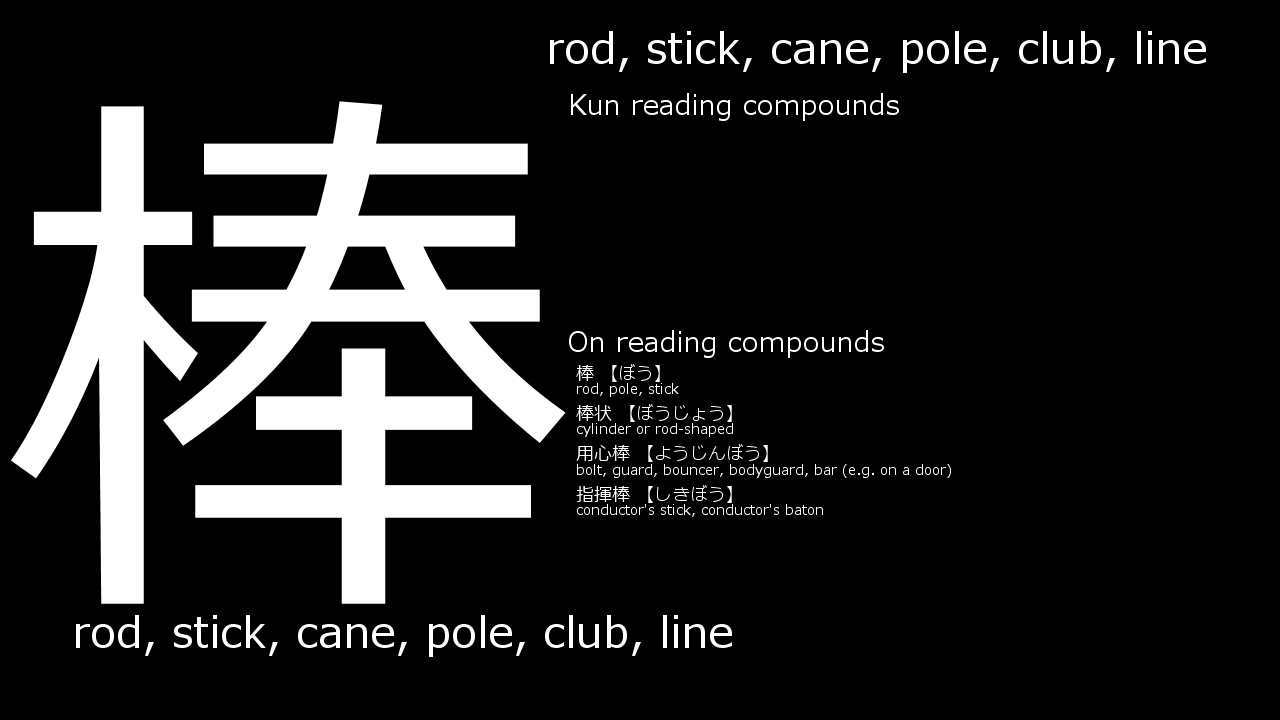 棒
rod, stick, cane, pole, club, line
Kun reading compounds
On reading compounds
棒 【ぼう】
rod, pole, stick
棒状 【ぼうじょう】
cylinder or rod-shaped
用心棒 【ようじんぼう】
bolt, guard, bouncer, bodyguard, bar (e.g. on a door)
指揮棒 【しきぼう】
conductor's stick, conductor's baton
rod, stick, cane, pole, club, line